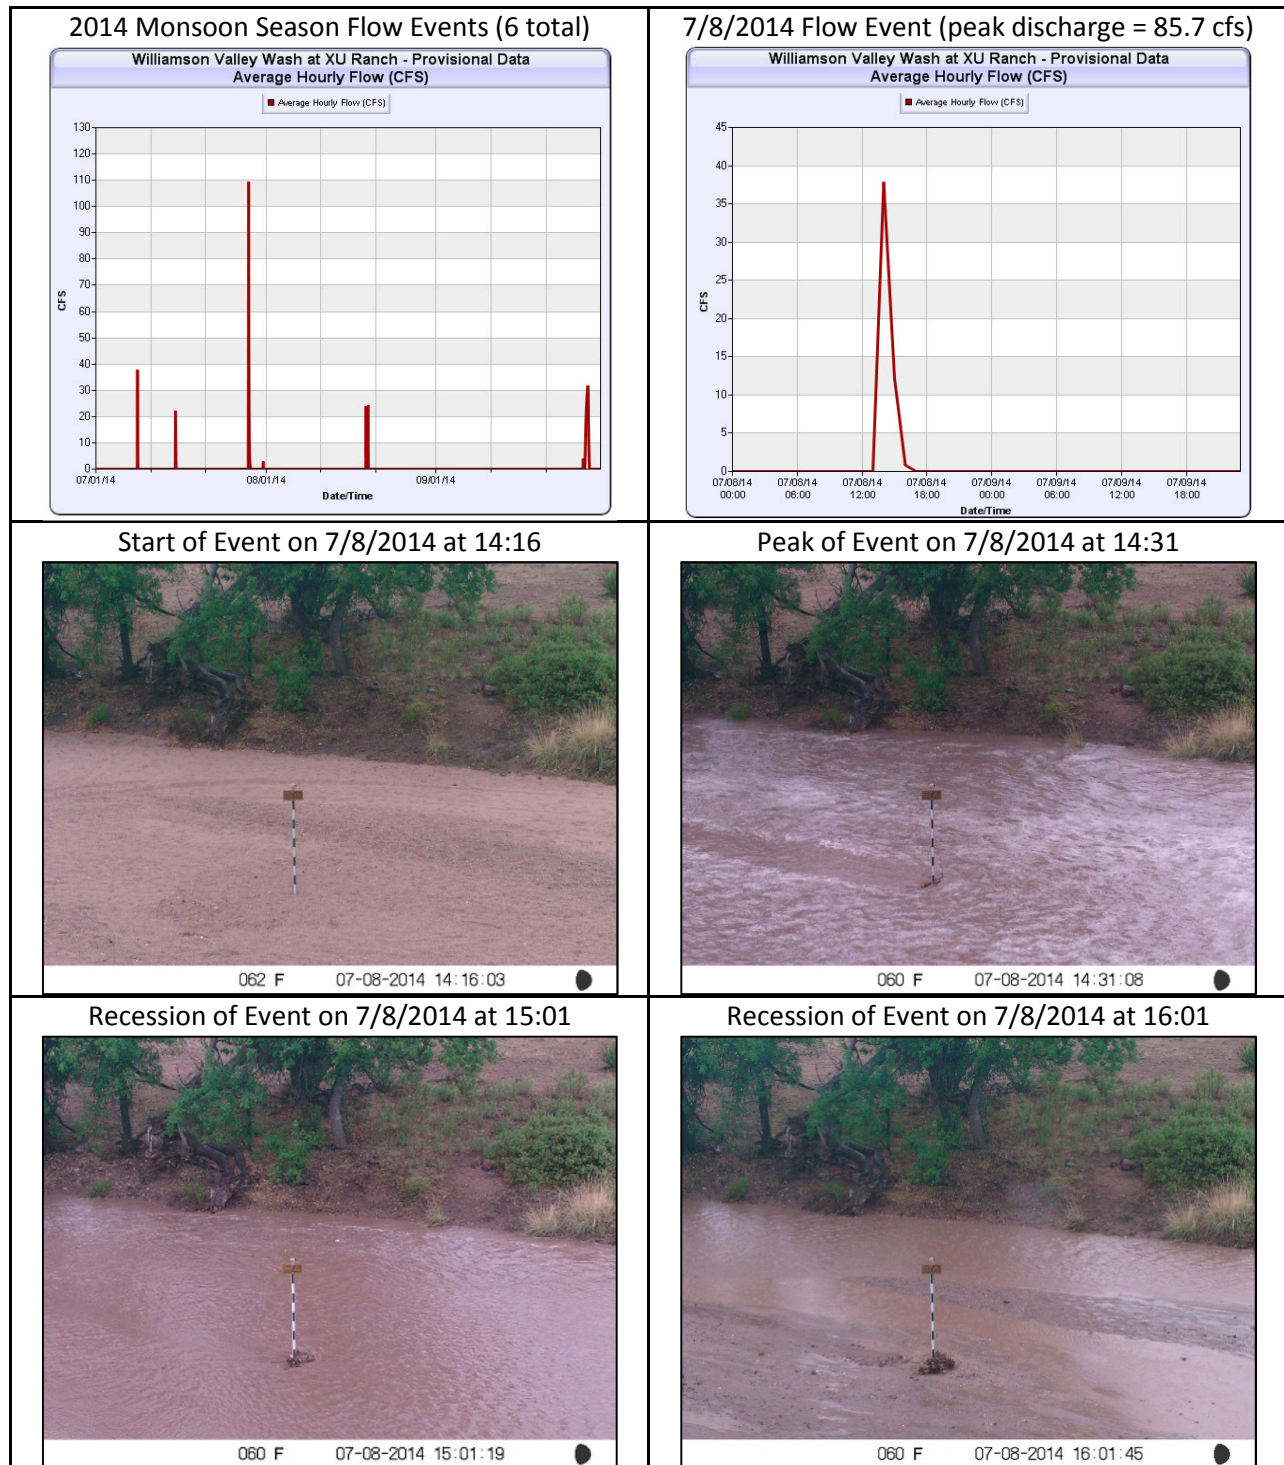 2014 Monsoon Season Flow Events (6 total)
Williamson Valley Wash at XU Ranch - Provisional Data
Average Hourly Flow (CFS)
Average Hourly Flow (CFS)
130
120
110
100
90
80
70
60
50
40
30
20
10
0
CFS
07/01/14
08/01/14
09/01/14
Date/Time
7/8/2014 Flow Event (peak discharge = 85.7 cfs)
Williamson Valley Wash at XU Ranch - Provisional Data
Average Hourly Flow (CFS)
Average Hourly Flow (CFS)
45
40
35
30
25
20
15
10
5
0
CFS
07/08/14 07/08/14 07/08/14 07/08/14 07/09/14 07/09/14 07/09/14 07/09/14
00:00 06:00 12:00 18:00 00:00 06:00 12:00 18:00
Date/Time
Start of Event on 7/8/2014 at 14:16
062 F 07-08-2014 14:16:03
Peak of Event on 7/8/2014 at 14:31
060 F 07-08-2014 14:31:08
Recession of Event on 7/8/2014 at 15:01
060 F 07-08-2014 15:01:19
Recession of Event on 7/8/2014 at 16:01
060 F 07-08-2014 16:01:45